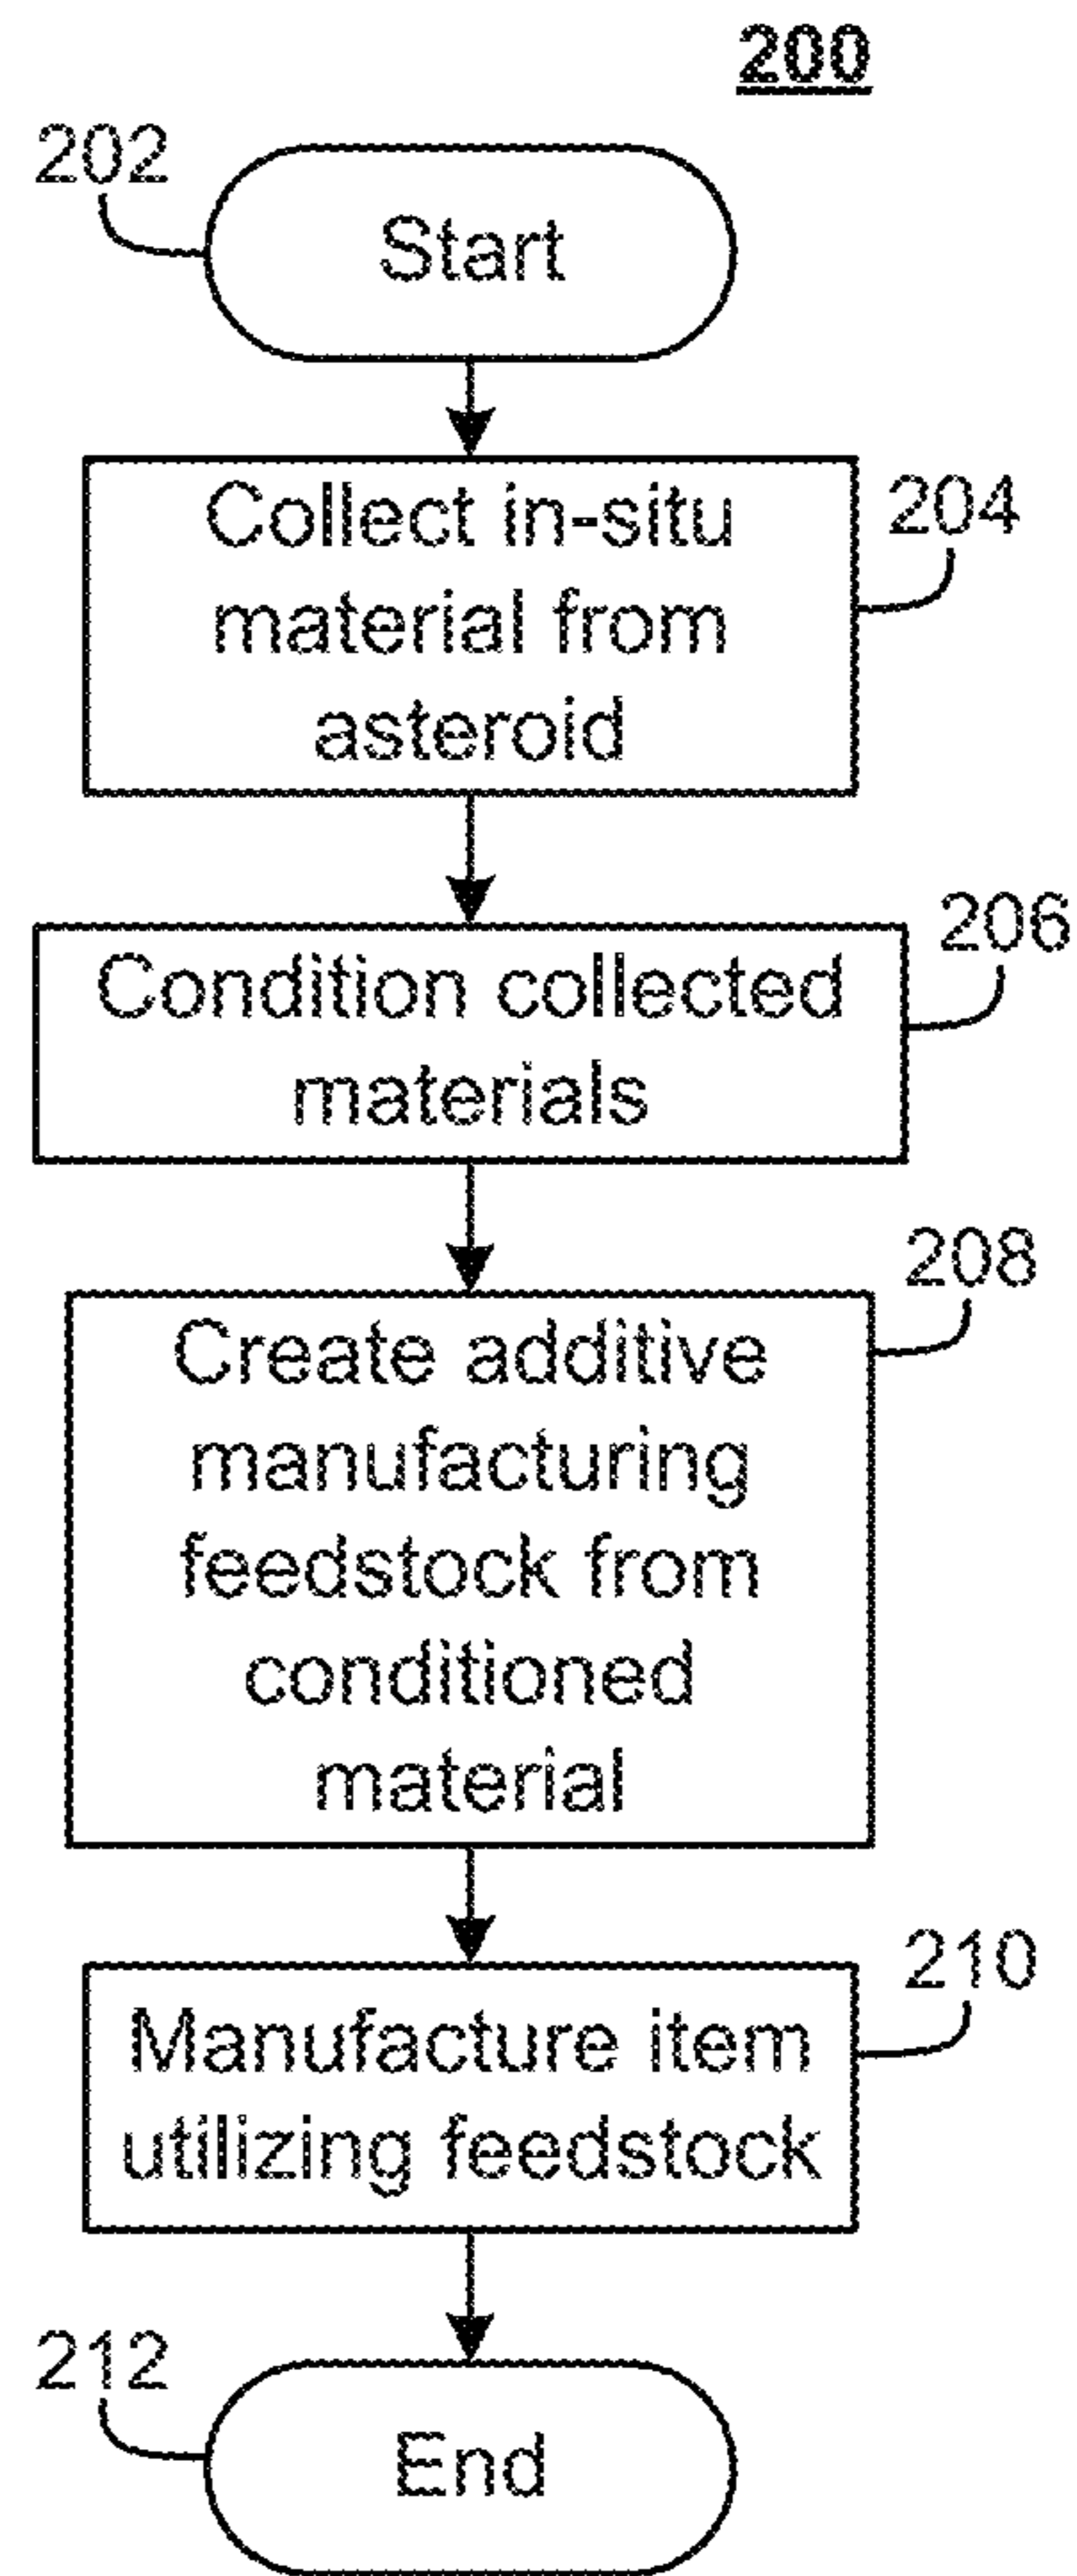 200
202
Start
Collect in-situ
material from
asteroid
204
Condition collected
materials
206
208
Create additive
manufacturing
feedstock from
conditioned
material
210
Manufacture item
utilizing feedstock
212
End